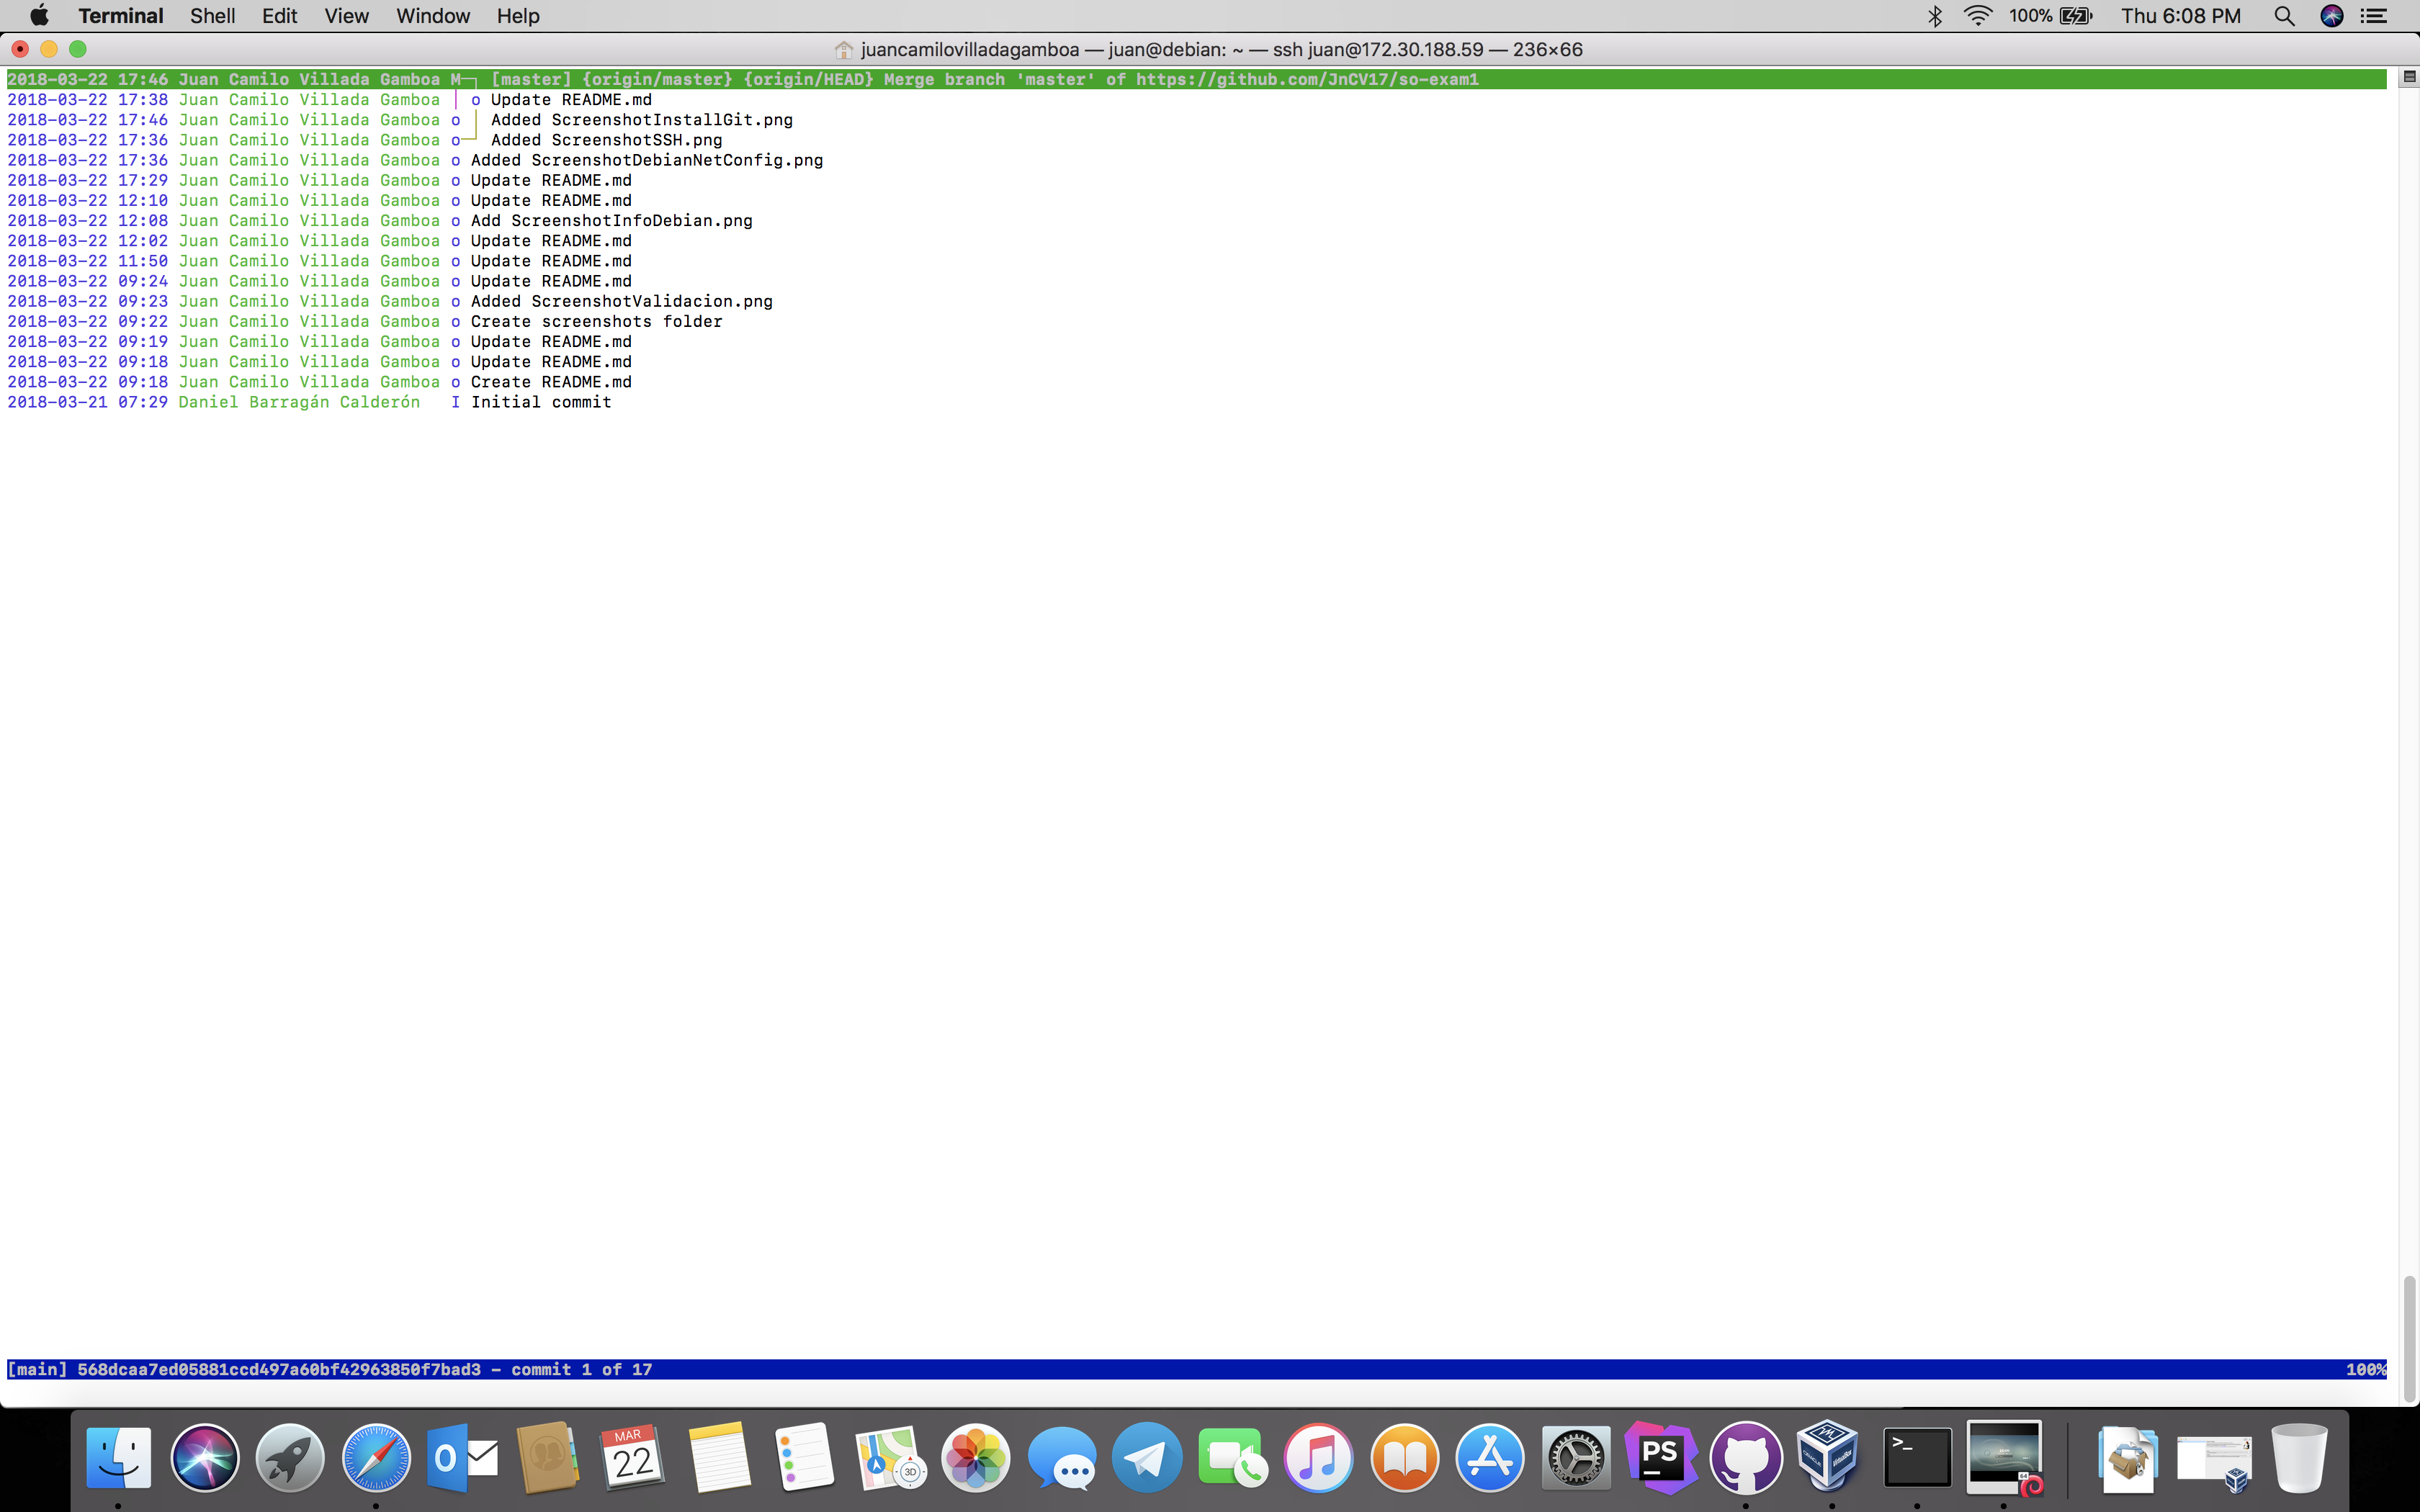 Terminal Shell Edit View Window Help 100% Thu 6:08 PM
juancamilovilladagamboa — juan@debian: ~ — ssh juan@172.30.188.59 — 236×66
2018-03-22 17:46 Juan Camilo Villada Gamboa M─┐ [master] {origin/master} {origin/HEAD} Merge branch 'master' of https://github.com/JnCV17/so-exam1
2018-03-22 17:38 Juan Camilo Villada Gamboa │ o Update README.md
2018-03-22 17:46 Juan Camilo Villada Gamboa o │ Added ScreenshotInstallGit.png
2018-03-22 17:36 Juan Camilo Villada Gamboa o─┘ Added ScreenshotSSH.png
2018-03-22 17:36 Juan Camilo Villada Gamboa o Added ScreenshotDebianNetConfig.png
2018-03-22 17:29 Juan Camilo Villada Gamboa o Update README.md
2018-03-22 12:10 Juan Camilo Villada Gamboa o Update README.md
2018-03-22 12:08 Juan Camilo Villada Gamboa o Add ScreenshotInfoDebian.png
2018-03-22 12:02 Juan Camilo Villada Gamboa o Update README.md
2018-03-22 11:50 Juan Camilo Villada Gamboa o Update README.md
2018-03-22 09:24 Juan Camilo Villada Gamboa o Update README.md
2018-03-22 09:23 Juan Camilo Villada Gamboa o Added ScreenshotValidacion.png
2018-03-22 09:22 Juan Camilo Villada Gamboa o Create screenshots folder
2018-03-22 09:19 Juan Camilo Villada Gamboa o Update README.md
2018-03-22 09:18 Juan Camilo Villada Gamboa o Update README.md
2018-03-22 09:18 Juan Camilo Villada Gamboa o Create README.md
2018-03-21 07:29 Daniel Barragán Calderón I Initial commit
[main] 568dcaa7ed05881ccd497a60bf42963850f7bad3 - commit 1 of 17 100%
MAR
22
3D
PS
>_
64